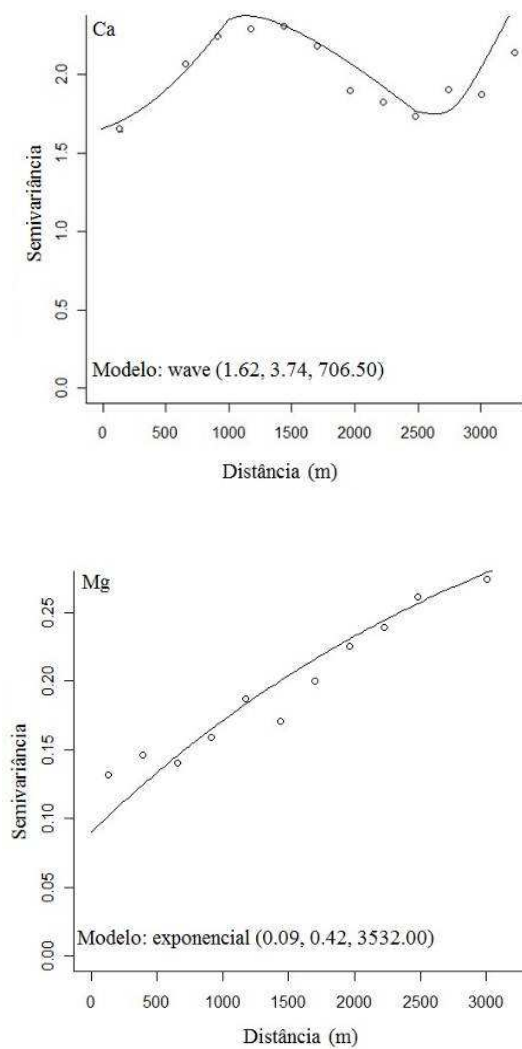 Ca
Semivariância
2.0
1.5
1.0
0.5
0.0
Modelo: wave (1.62, 3.74, 706.50)
0 500 1000 1500 2000 2500 3000
Distância (m)
Mg
Semivariância
0.25
0.20
0.15
0.10
0.05
0.00
Modelo: exponencial (0.09, 0.42, 3532.00)
0 500 1000 1500 2000 2500 3000
Distância (m)